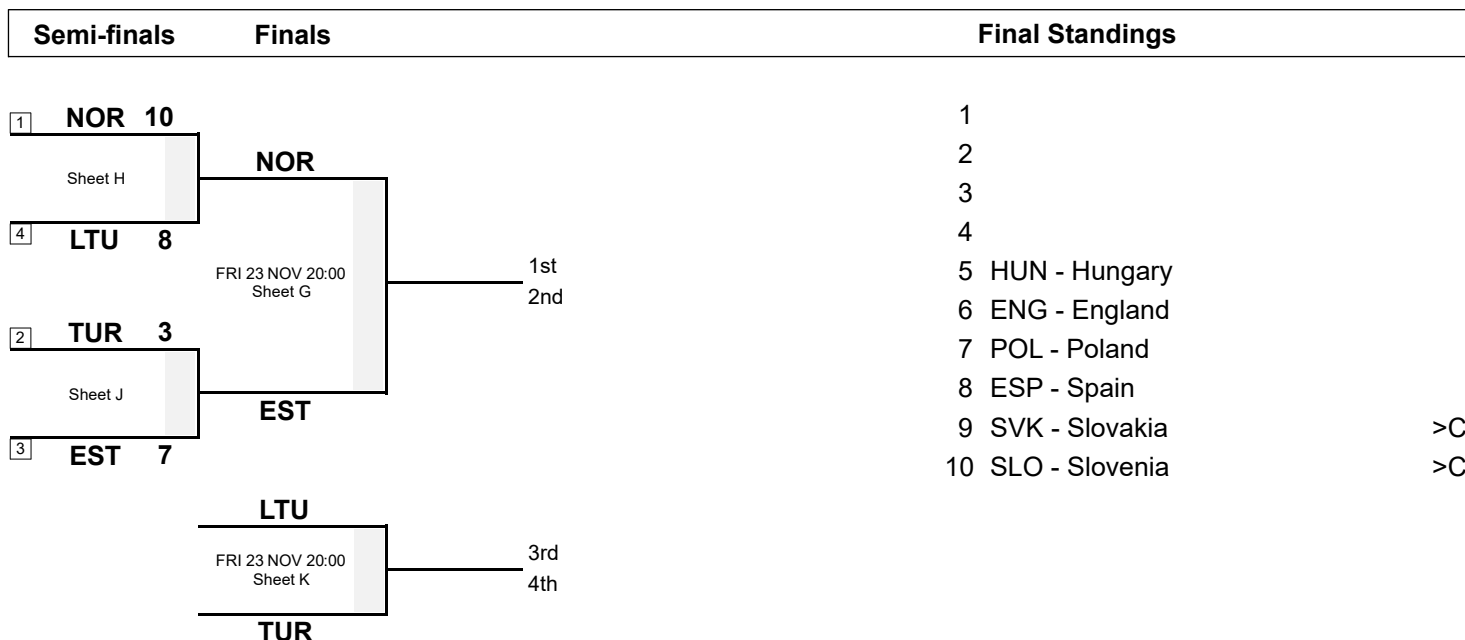 Semi-finals Finals Final Standings
1 NOR 10
Sheet H
4 LTU 8
NOR
FRI 23 NOV 20:00
Sheet G
EST
1st
2nd
2 TUR 3
Sheet J
3 EST 7
LTU
FRI 23 NOV 20:00
Sheet K
TUR
3rd
4th
1
2
3
4
5 HUN - Hungary
6 ENG - England
7 POL - Poland
8 ESP - Spain
9 SVK - Slovakia >C
10 SLO - Slovenia >C